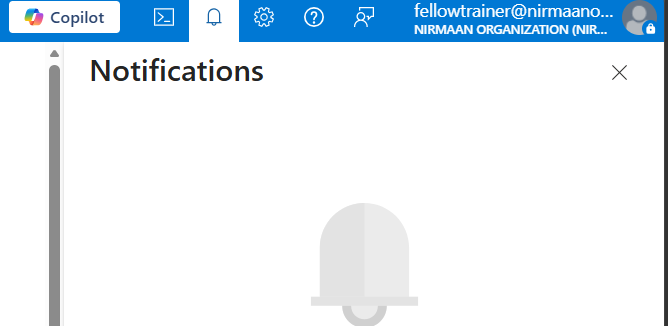 Copilot
fellowtrainer@nirmaano...
NIRMAAN ORGANIZATION (NIR...
Notifications